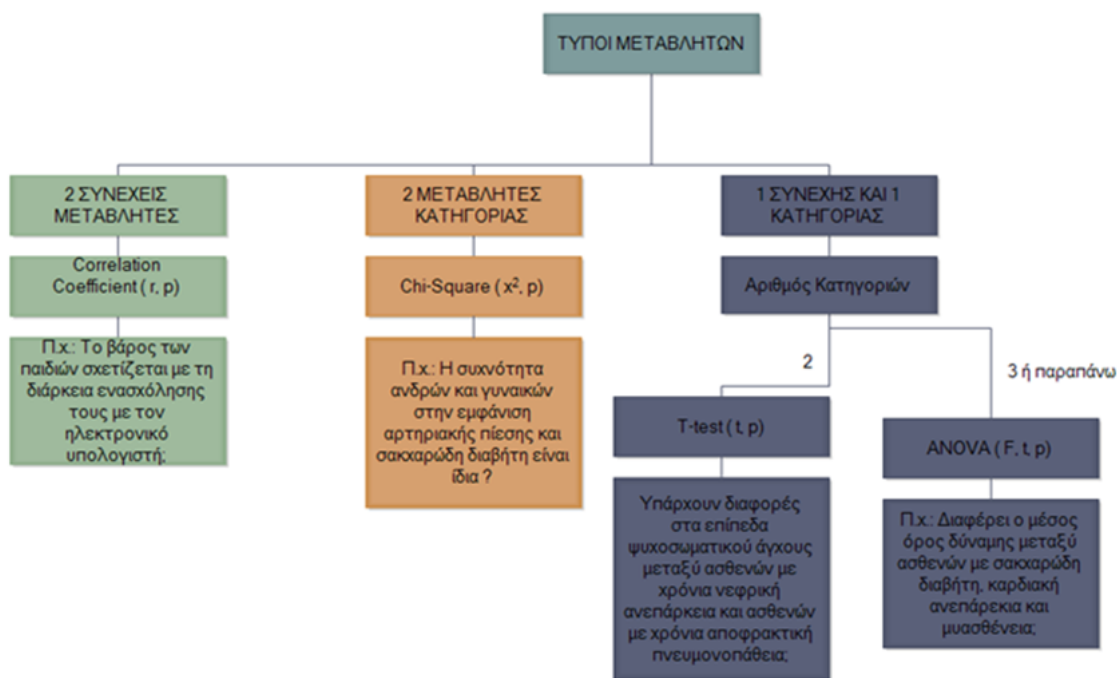 ΤΥΠΟΙ ΜΕΤΑΒΛΗΤΩΝ
2 ΣΥΝΕΧΕΙΣ
ΜΕΤΑΒΛΗΤΕΣ
Correlation
Coefficient ( r, p)
Π.χ.: Το βάρος των
παιδιών σχετίζεται με τη
διάρκεια ενασχόλησης
τους με τον
ηλεκτρονικό
υπολογιστή;
2 ΜΕΤΑΒΛΗΤΕΣ
ΚΑΤΗΓΟΡΙΑΣ
Chi-Square ( x², p)
Π.χ.: Η συχνότητα
ανδρών και γυναικών
στην εμφάνιση
αρτηριακής πίεσης και
σακχαρώδη διαβήτη είναι
ίδια ?
1 ΣΥΝΕΧΗΣ ΚΑΙ 1
ΚΑΤΗΓΟΡΙΑΣ
Αριθμός Κατηγοριών
2
T-test ( t, p)
Υπάρχουν διαφορές
στα επίπεδα
ψυχοσωματικού άγχους
μεταξύ ασθενών με
χρόνια νεφρική
ανεπάρκεια και ασθενών
με χρόνια αποφρακτική
πνευμονοπάθεια;
3 ή παραπάνω
ANOVA ( F, t, p)
Π.χ.: Διαφέρει ο μέσος
όρος δύναμης μεταξύ
ασθενών με σακχαρώδη
διαβήτη, καρδιακή
ανεπάρεκια και
μυασθένεια;